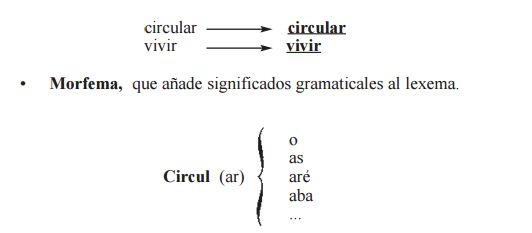 circular circular
vivir vivir
• Morfema, que añade significados gramaticales al lexema.
o
as
Circul (ar) aré
aba
...